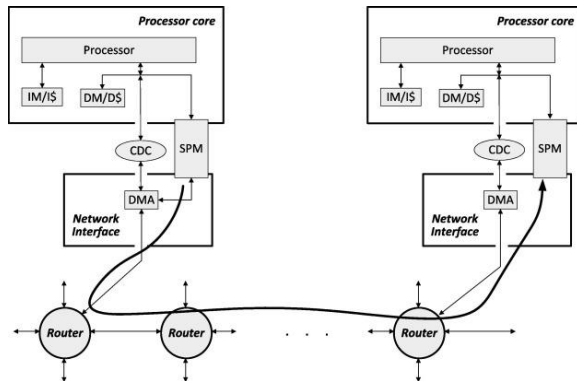 Processor core
Processor
IM/I$
DM/D$
CDC
SPM
DMA
Network
Interface
Router
Router
Processor core
Processor
IM/I$
DM/D$
CDC
SPM
DMA
Network
Interface
. . .
Router